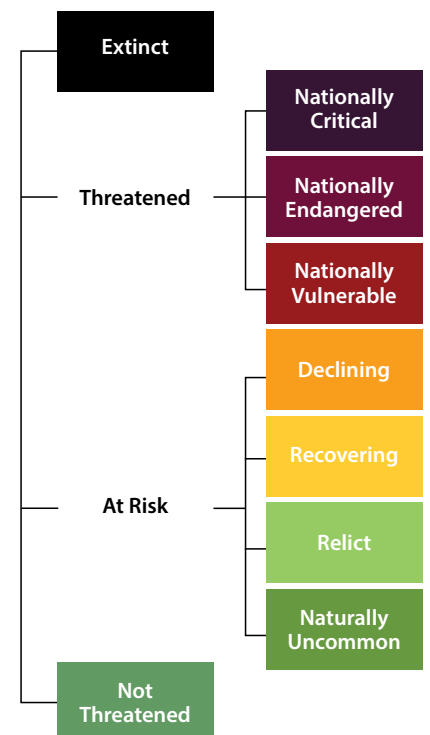 Extinct
Nationally
Critical
Threatened
Nationally
Endangered
Nationally
Vulnerable
Declining
Recovering
At Risk
Relict
Naturally
Uncommon
Not
Threatened